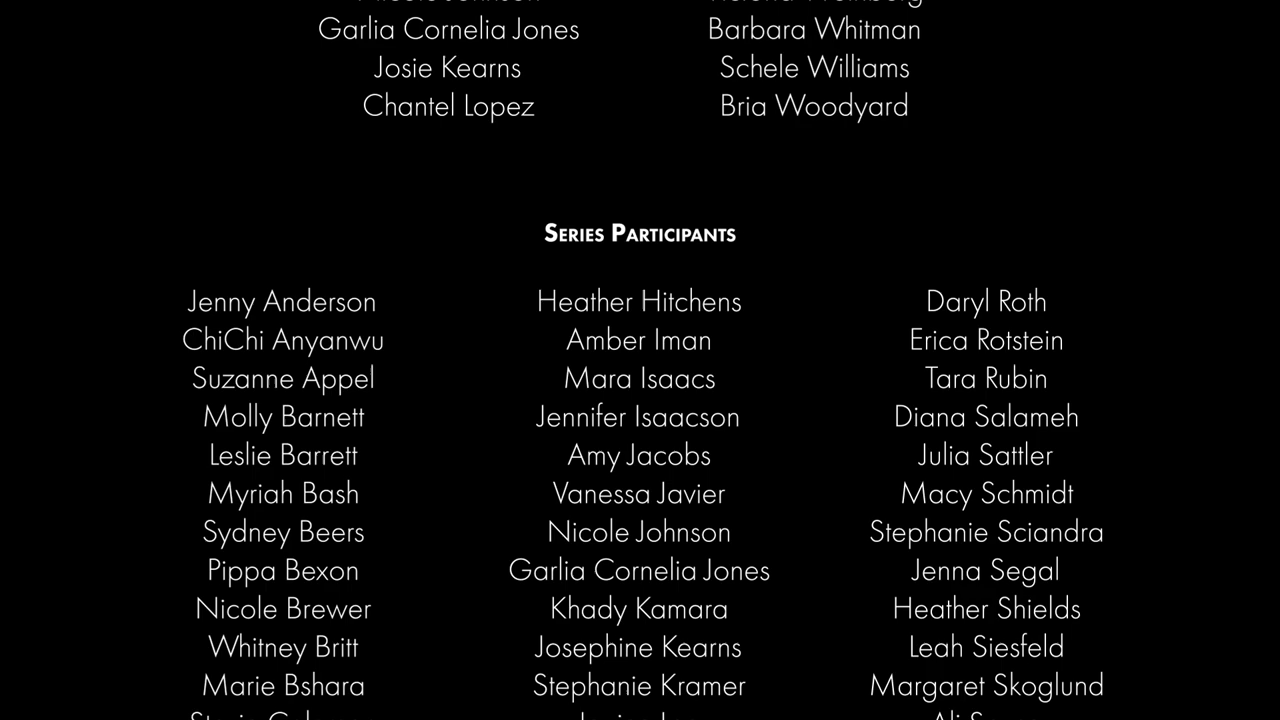 Garlia Cornelia Jones
Josie Kearns
Chantel Lopez
Barbara Whitman
Schele Williams
Bria Woodyard
Series Participants
Jenny Anderson
ChiChi Anyanwu
Suzanne Appel
Molly Barnett
Leslie Barrett
Myriah Bash
Sydney Beers
Pippa Bexon
Nicole Brewer
Whitney Britt
Marie Bshara
Heather Hitchens
Amber Iman
Mara Isaacs
Jennifer Isaacson
Amy Jacobs
Vanessa Javier
Nicole Johnson
Garlia Cornelia Jones
Khady Kamara
Josephine Kearns
Stephanie Kramer
Daryl Roth
Erica Rotstein
Tara Rubin
Diana Salameh
Julia Sattler
Macy Schmidt
Stephanie Sciandra
Jenna Segal
Heather Shields
Leah Siesfeld
Margaret Skoglund